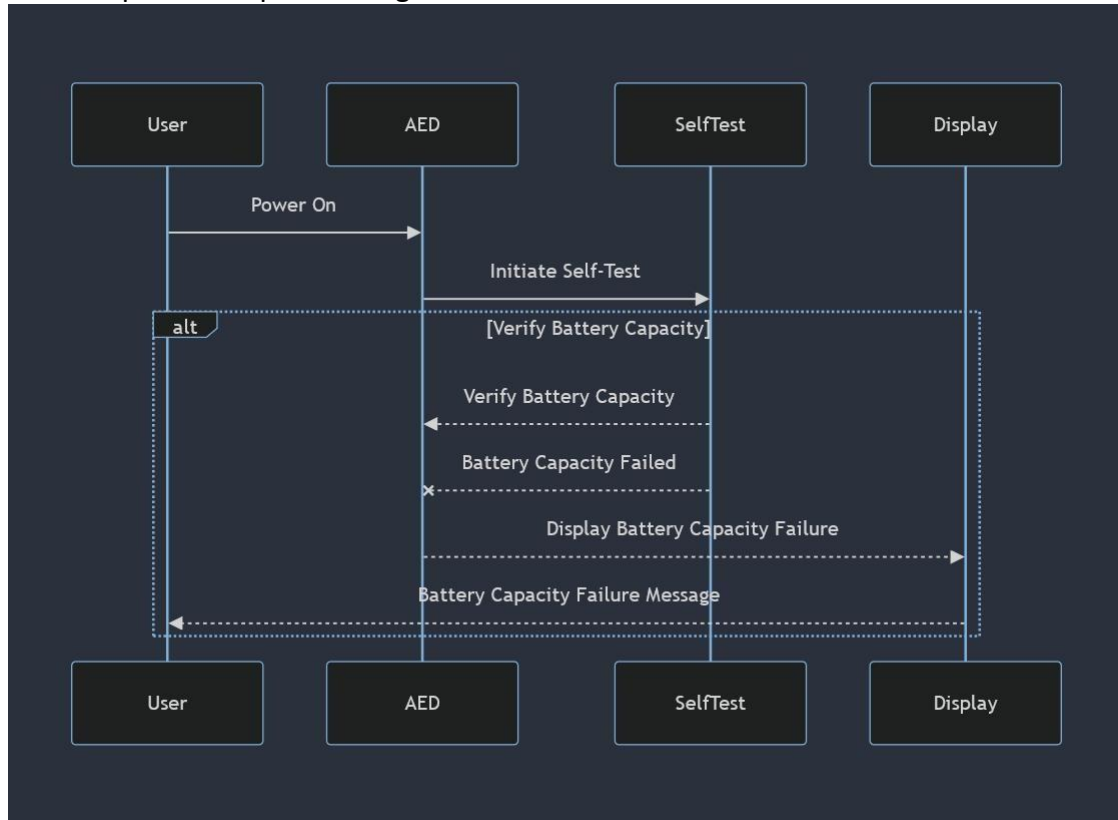 User
AED
SelfTest
Display
Power On
Initiate Self-Test
alt
[Verify Battery Capacity]
Verify Battery Capacity
Battery Capacity Failed
Display Battery Capacity Failure
Battery Capacity Failure Message
User
AED
SelfTest
Display